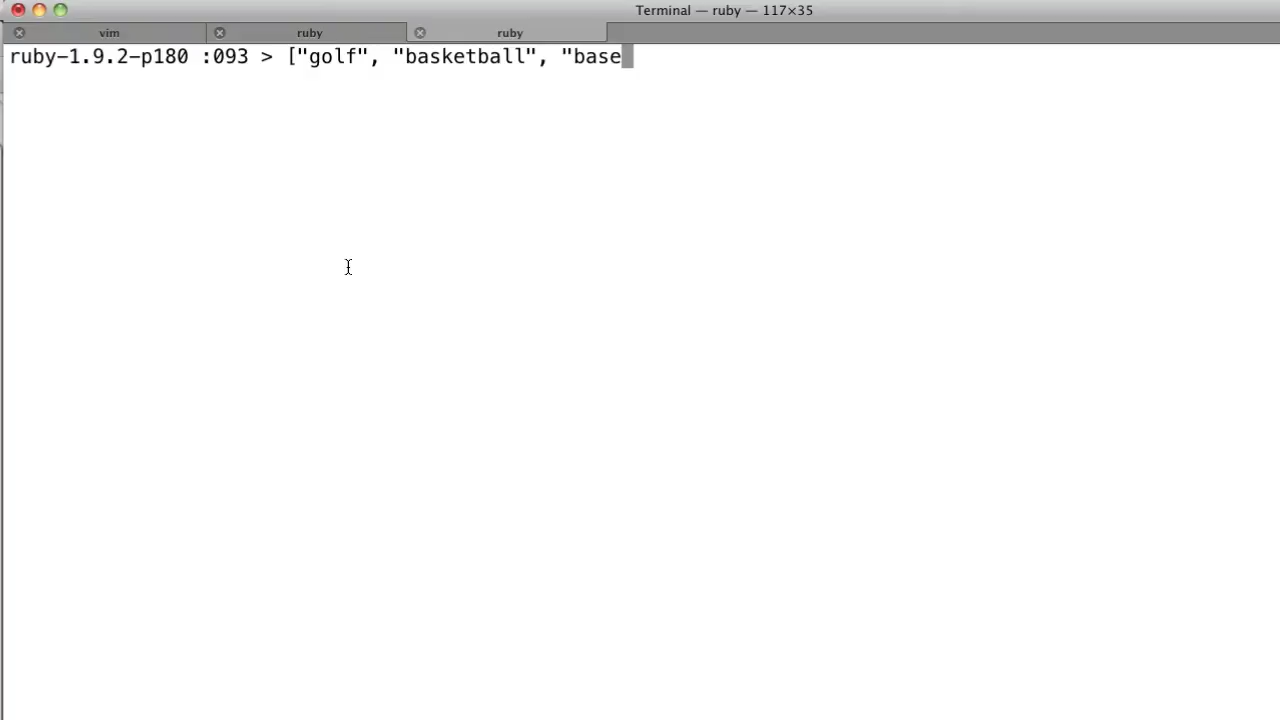 Terminal — ruby — 117×35
vim ruby ruby
ruby-1.9.2-p180 :093 > ["golf", "basketball", "base